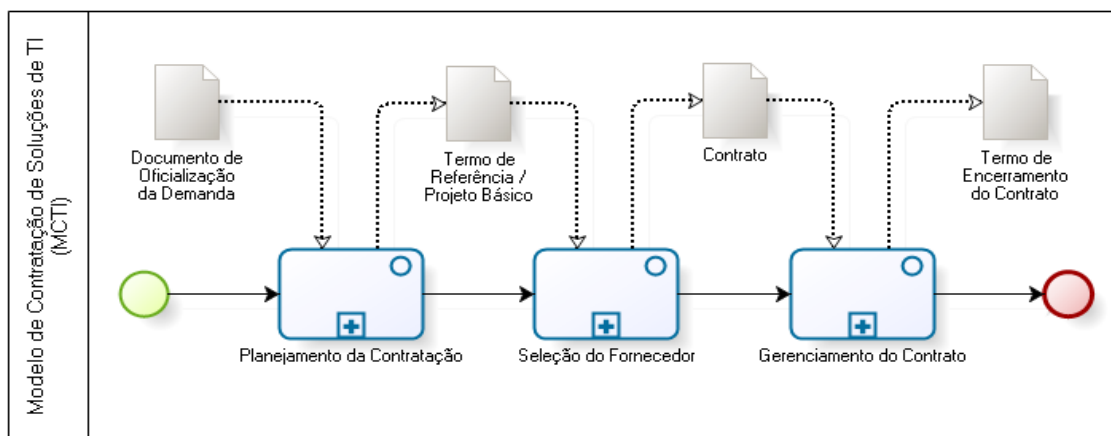 Modelo de Contratação de Soluções de TI
(MCTI)
Documento de
Oficialização
da Demanda
Termo de
Referência /
Projeto Básico
Contrato
Termo de
Encerramento
do Contrato
Planejamento da Contratação
Seleção do Fornecedor
Gerenciamento do Contrato